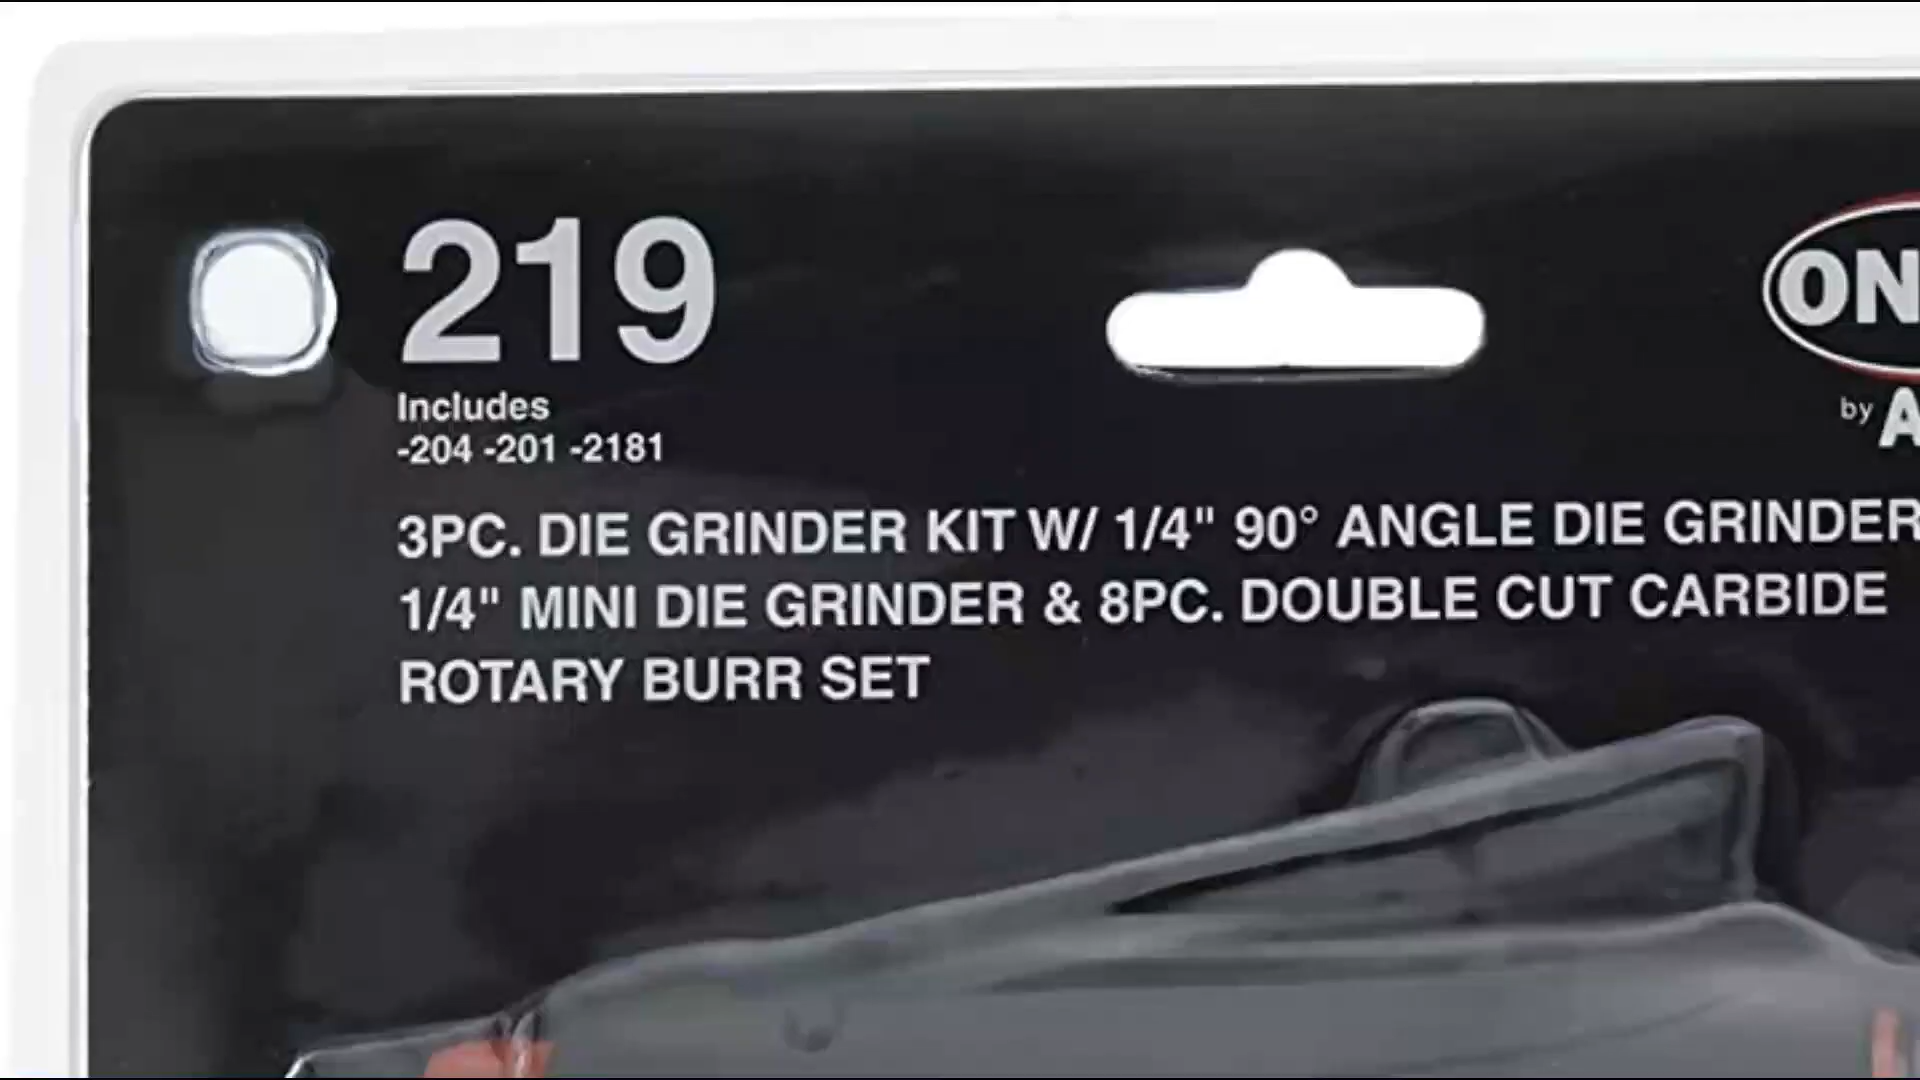 219
ON
Includes
by A
-204 -201 -2181
3PC. DIE GRINDER KIT W/ 1/4" 90° ANGLE DIE GRINDER
1/4" MINI DIE GRINDER & 8PC. DOUBLE CUT CARBIDE
ROTARY BURR SET